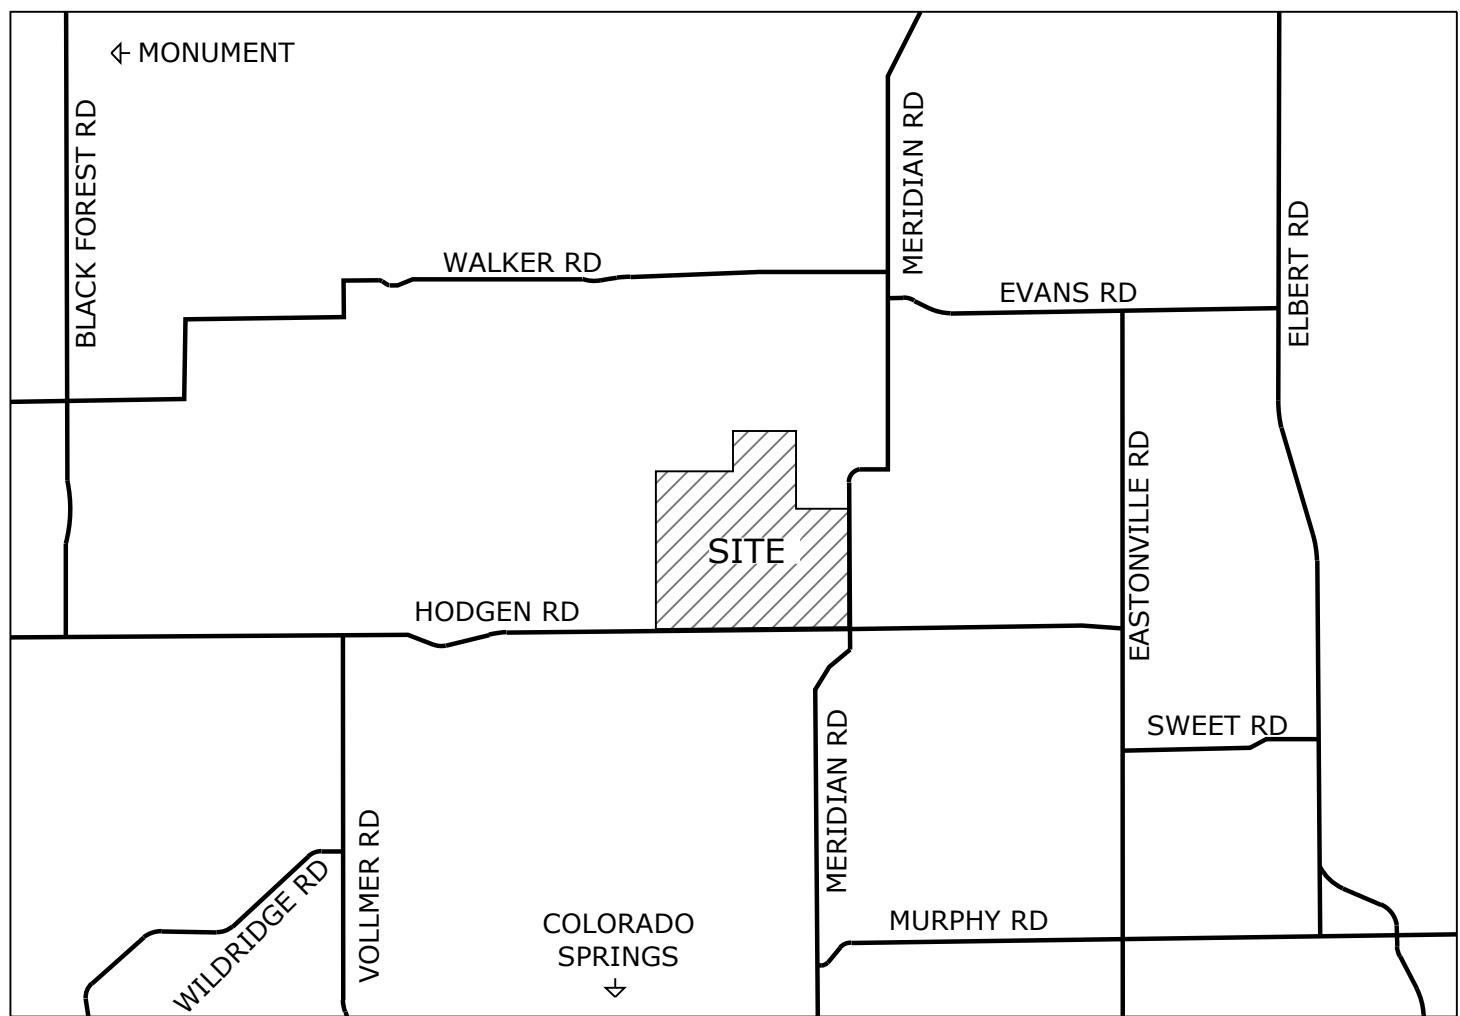 MONUMENT
BLACK FOREST RD
MERIDIAN RD
ELBERT RD
WALKER RD
EVANS RD
EASTONVILLE RD
SITE
HODGEN RD
SWEET RD
MERIDIAN RD
VOLLMER RD
WILDRIDGE RD
COLORADO
SPRINGS
MURPHY RD